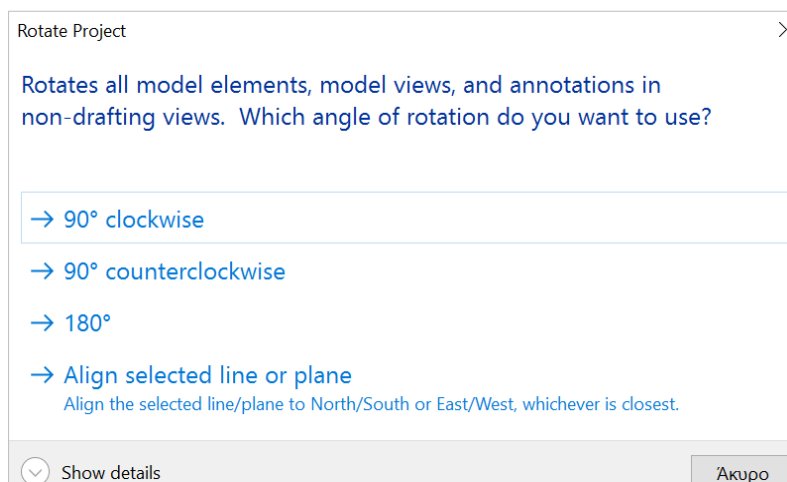 Rotate Project
Rotates all model elements, model views, and annotations in
non-drafting views. Which angle of rotation do you want to use?
→ 90° clockwise
→ 90° counterclockwise
→ 180°
→ Align selected line or plane
Align the selected line/plane to North/South or East/West, whichever is closest.
Show details
Άκυρο